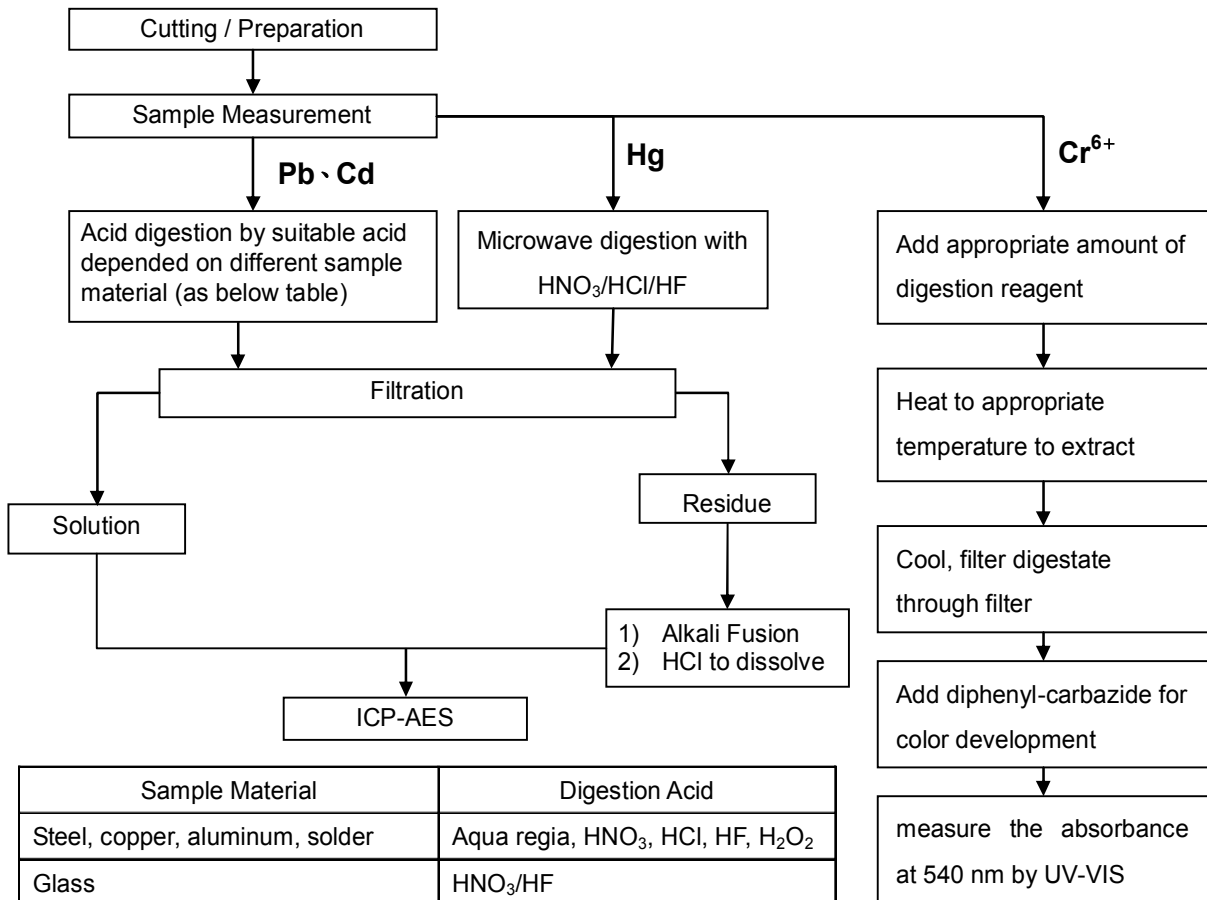 Cutting / Preparation
Sample Measurement
Pb、Cd
Hg
Cr⁶⁺
Acid digestion by suitable acid
depended on different sample
material (as below table)
Microwave digestion with
HNO₃/HCl/HF
Add appropriate amount of
digestion reagent
Filtration
Heat to appropriate
temperature to extract
Solution
Residue
Cool, filter digestate
through filter
1) Alkali Fusion
2) HCl to dissolve
ICP-AES
Add diphenyl-carbazide for
color development
measure the absorbance
at 540 nm by UV-VIS
Sample Material Digestion Acid
Steel, copper, aluminum, solder Aqua regia, HNO₃, HCl, HF, H₂O₂
Glass HNO₃/HF